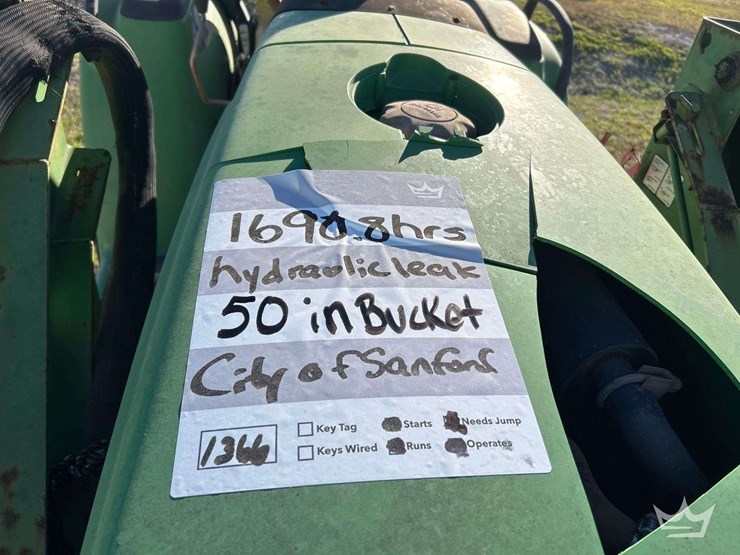 1690.8hrs
hydraolic leak
50 in Bucket
City of Sanford
1366
Key Tag
Starts
Needs Jump
Keys Wired
Runs
Operates